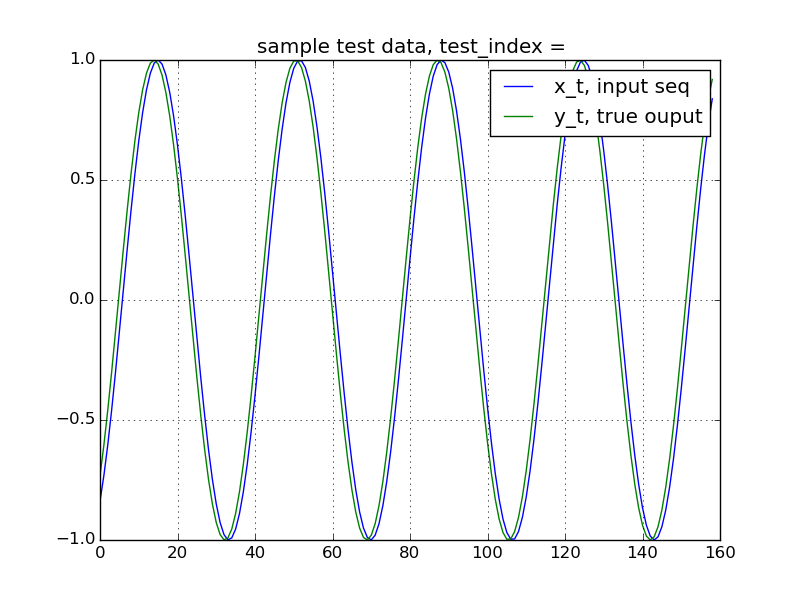 sample test data, test_index =
x_t, input seq
y_t, true ouput
1.0
0.5
0.0
−0.5
−1.0
0 20 40 60 80 100 120 140 160